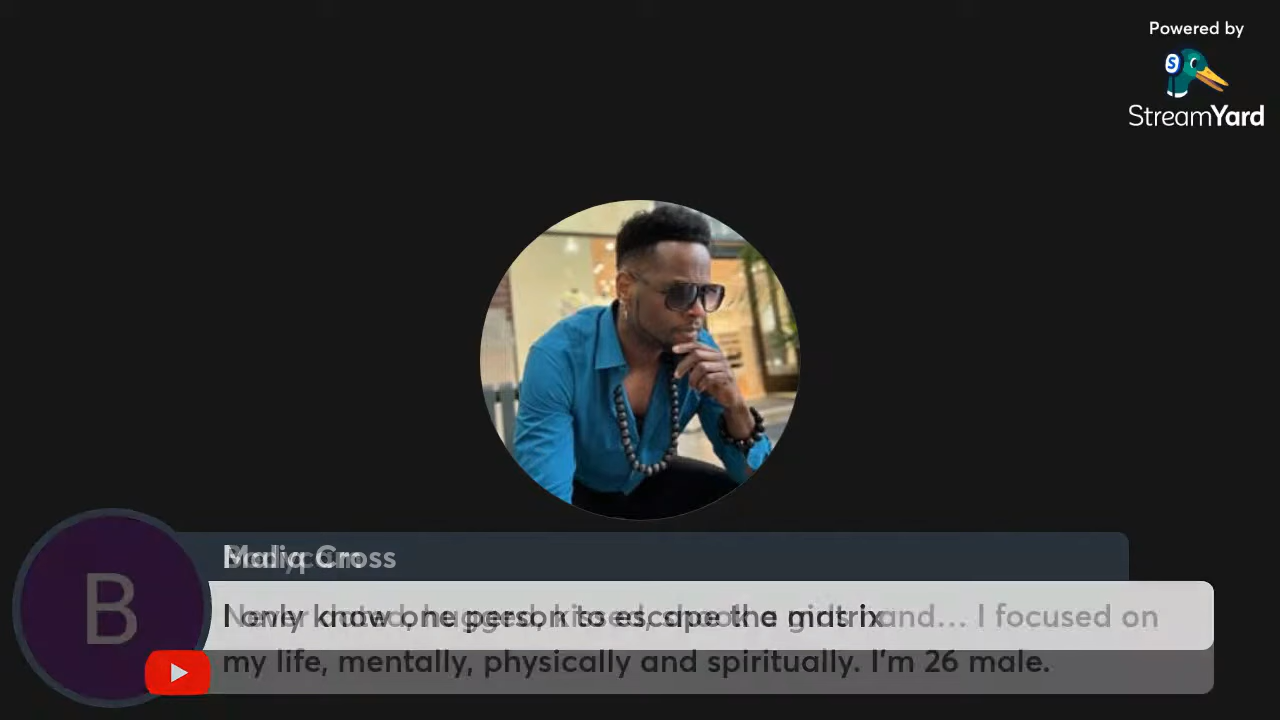 Powered by
S
StreamYard
Malia Cross
B
I only know one person to escape the matrix
and... I focused on
my life, mentally, physically and spiritually. I'm 26 male.